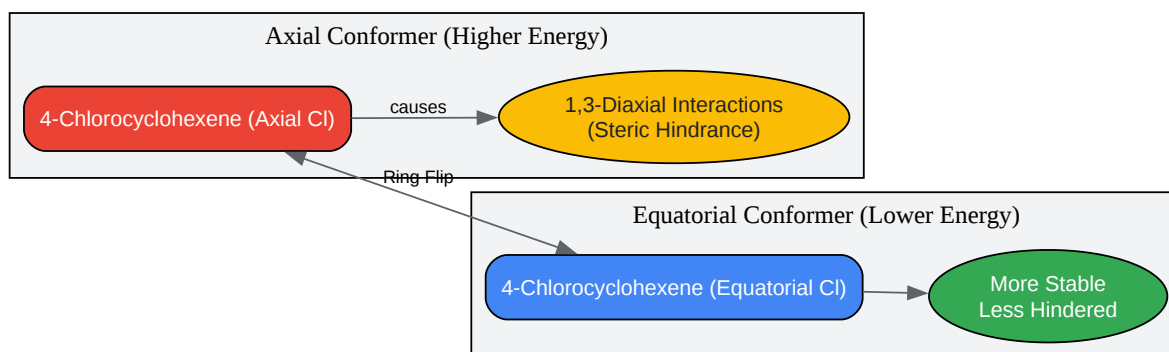 Axial Conformer (Higher Energy)
4-Chlorocyclohexene (Axial Cl)
causes
1,3-Diaxial Interactions
(Steric Hindrance)
Ring Flip
Equatorial Conformer (Lower Energy)
4-Chlorocyclohexene (Equatorial Cl)
More Stable
Less Hindered